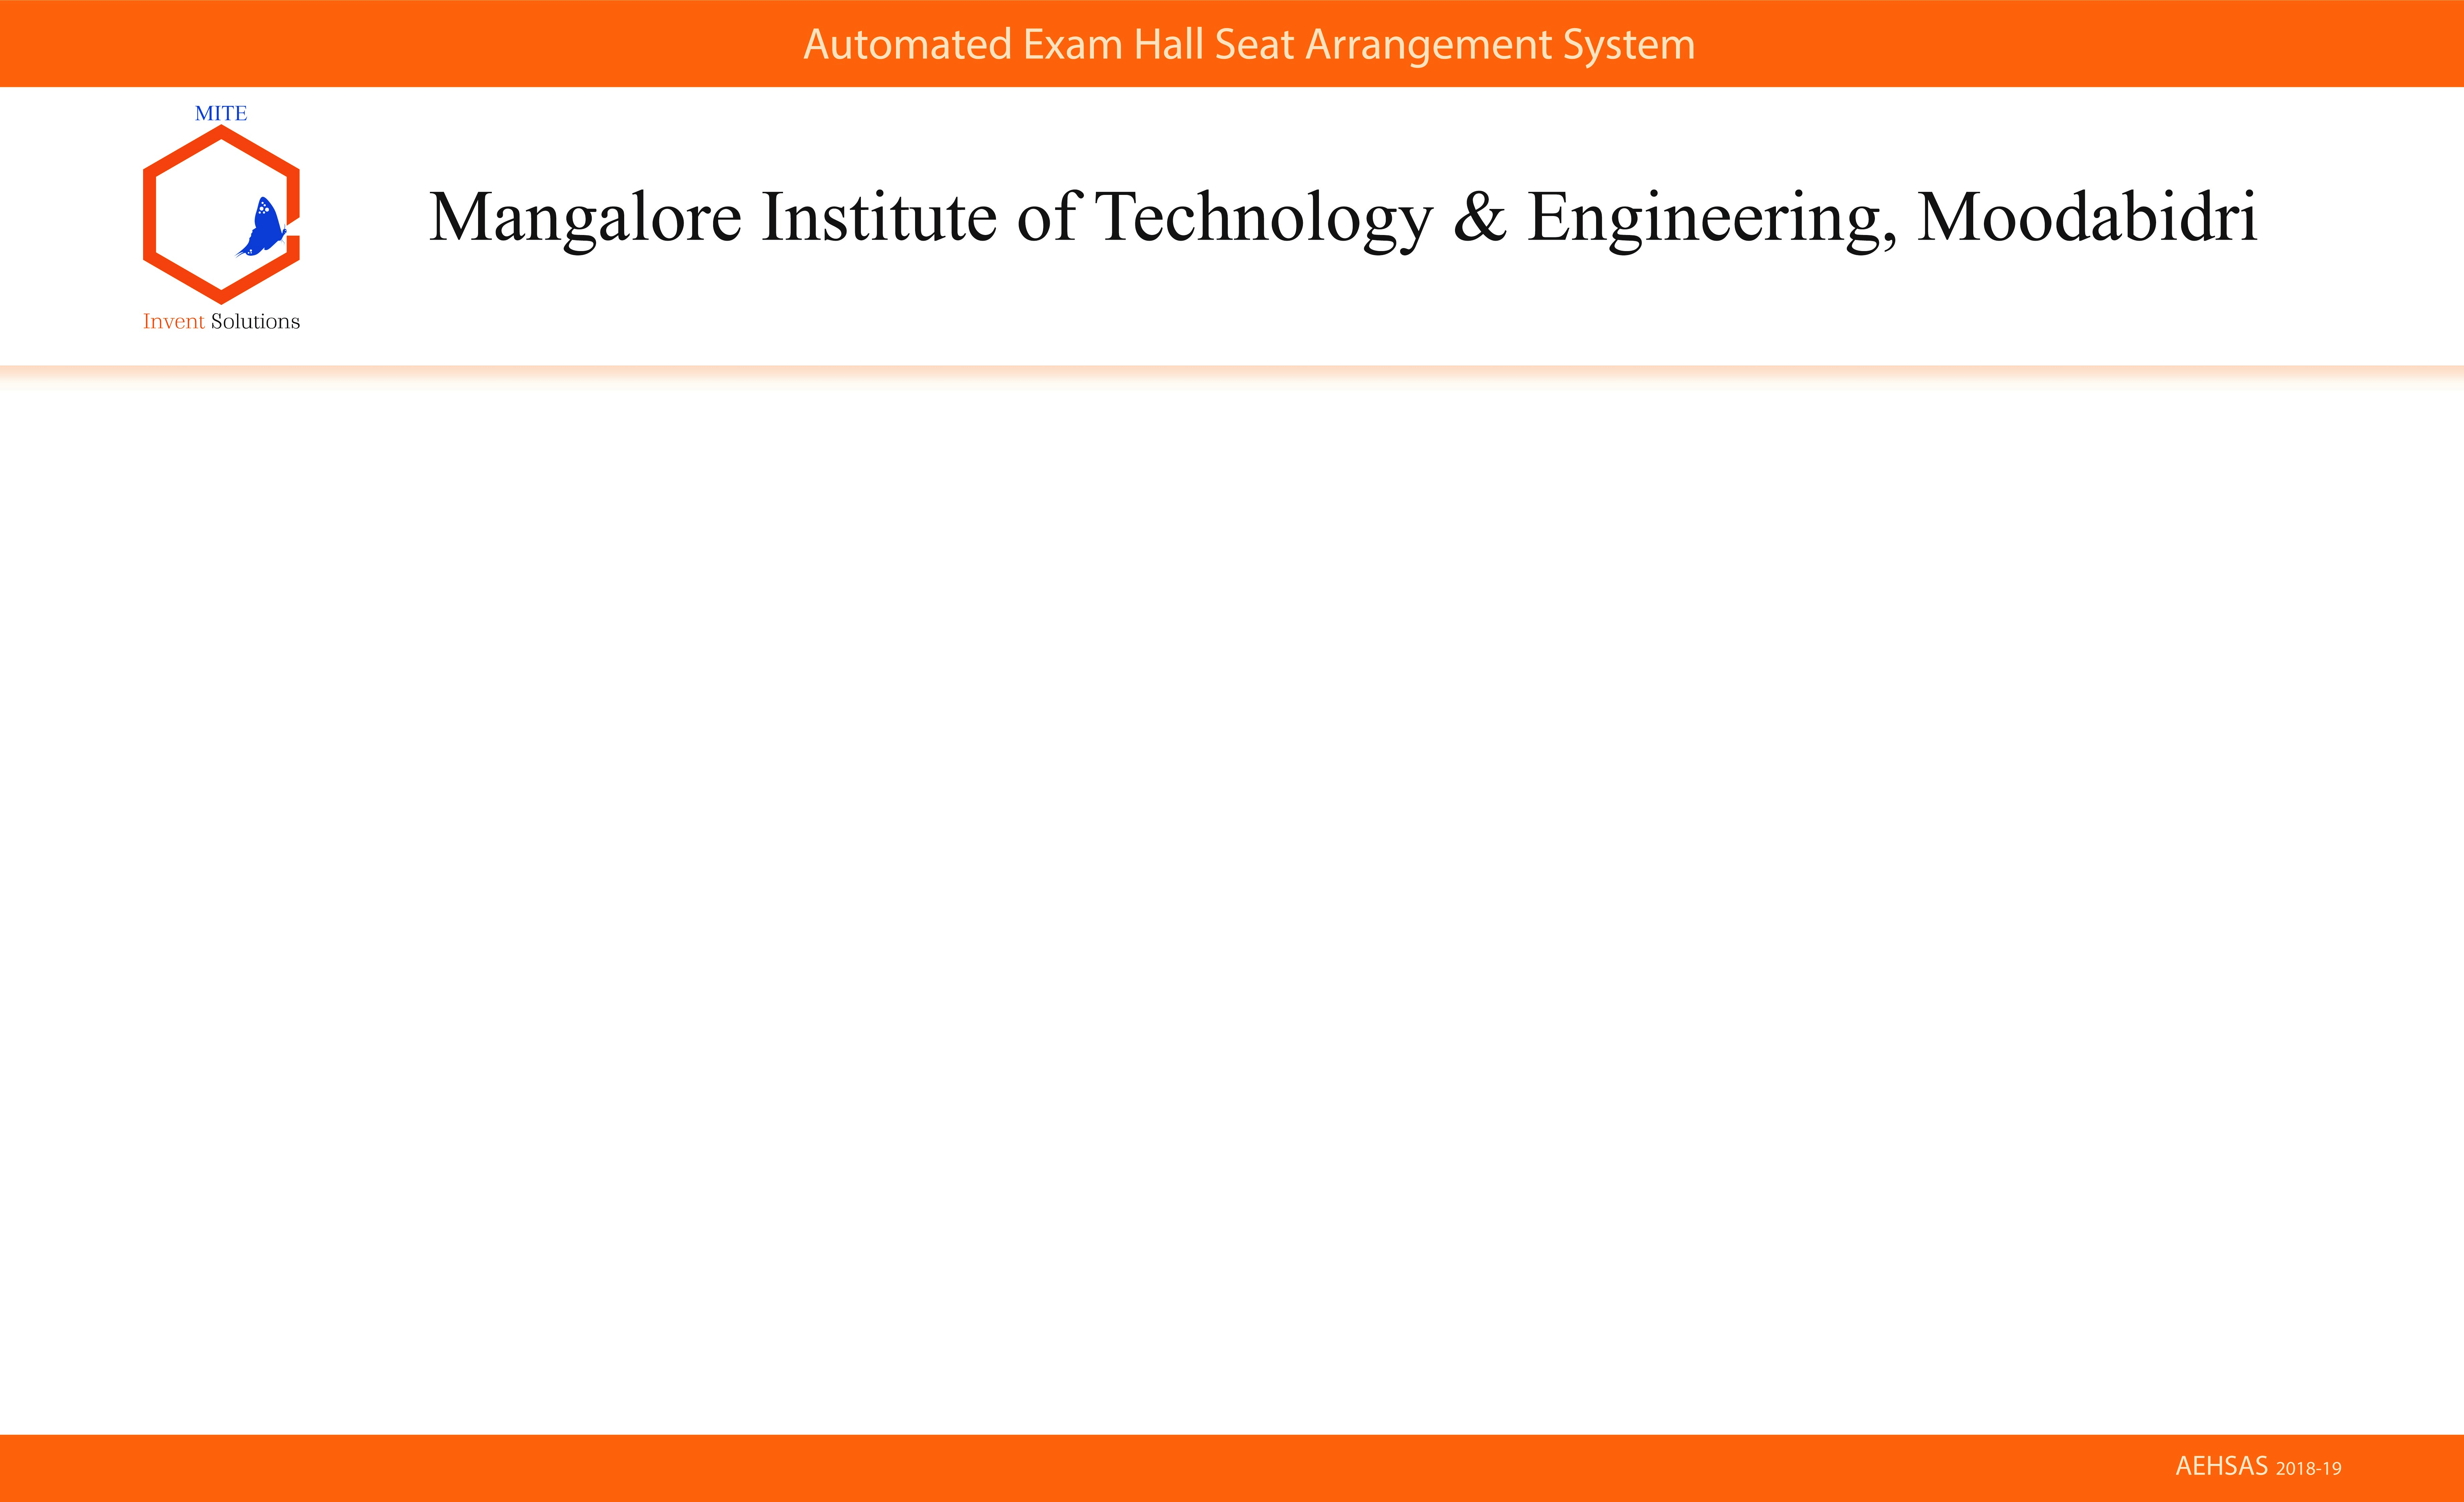 Automated Exam Hall Seat Arrangement System
MITE
Mangalore Institute of Technology & Engineering, Moodabidri
Invent Solutions
AEHSAS 2018-19